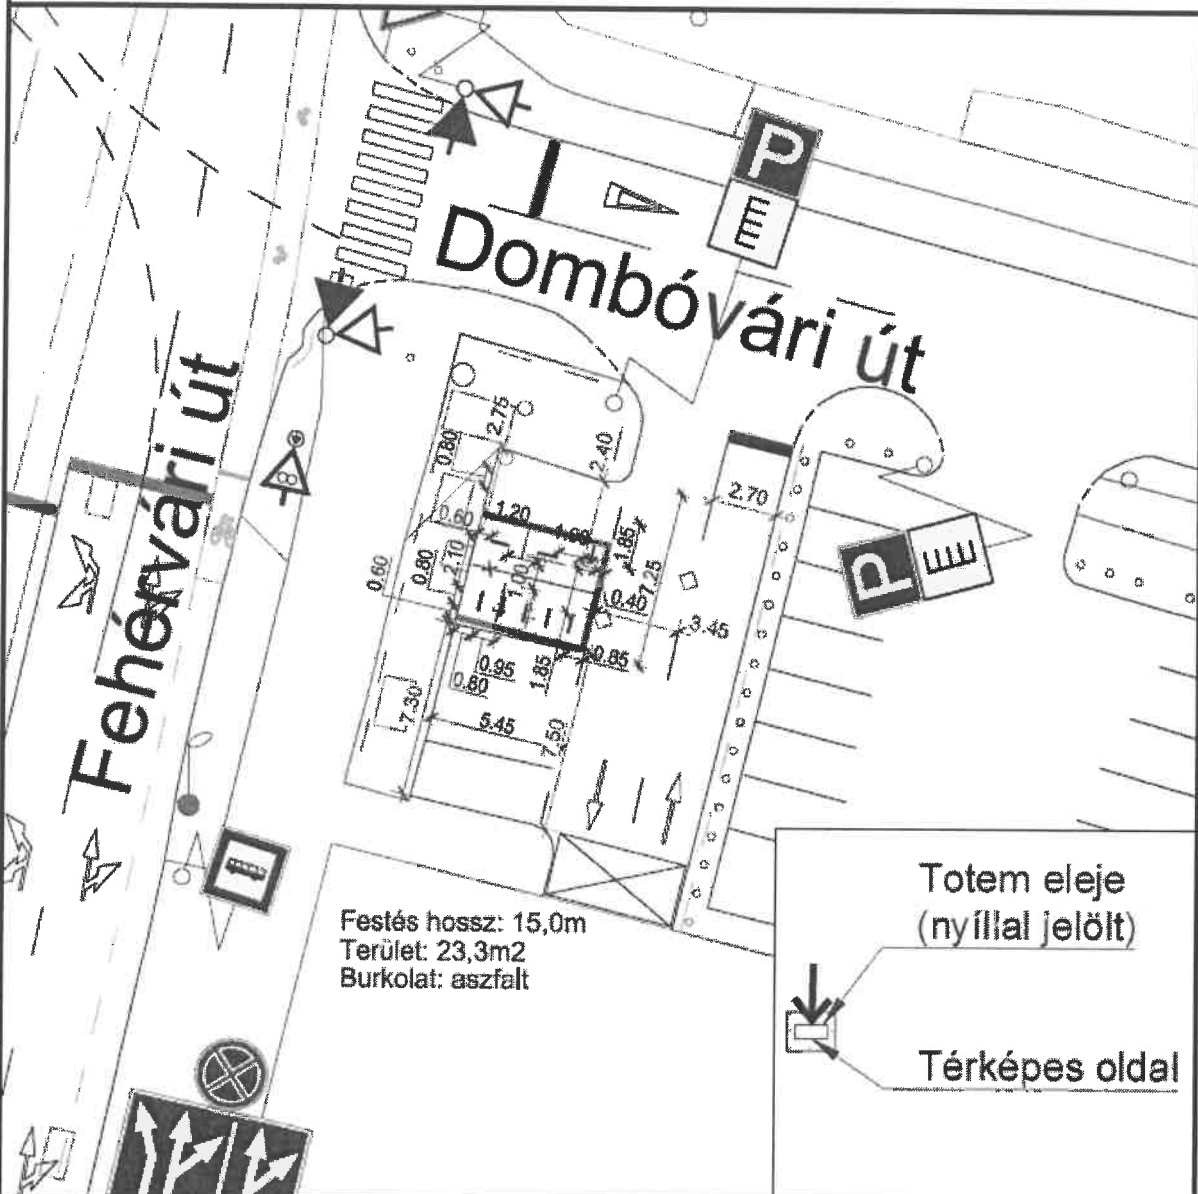 P
Dombóvári út
Fehérvári út
2.75
0.80
2.40
2.70
1.20
0.60
1.85
0.60
0.80
2.10
1.00
7.25
P
0.40
3.45
0.95
1.85
0.85
0.80
7.30
5.45
7.50
Festés hossz: 15,0m
Terület: 23,3m2
Burkolat: aszfalt
Totem eleje
(nyíllal jelölt)
Térképes oldal